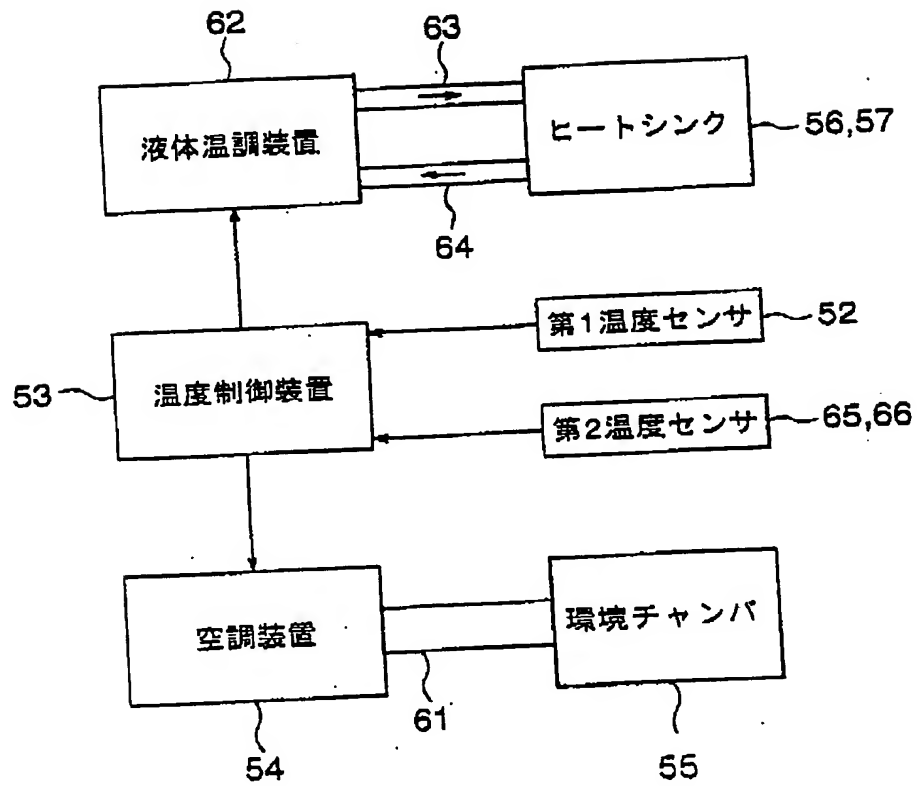 62
63
液体温調装置
ヒートシンク
56,57
64
第1温度センサ
52
53
温度制御装置
第2温度センサ
65,66
空調装置
環境チャンバ
61
54
55